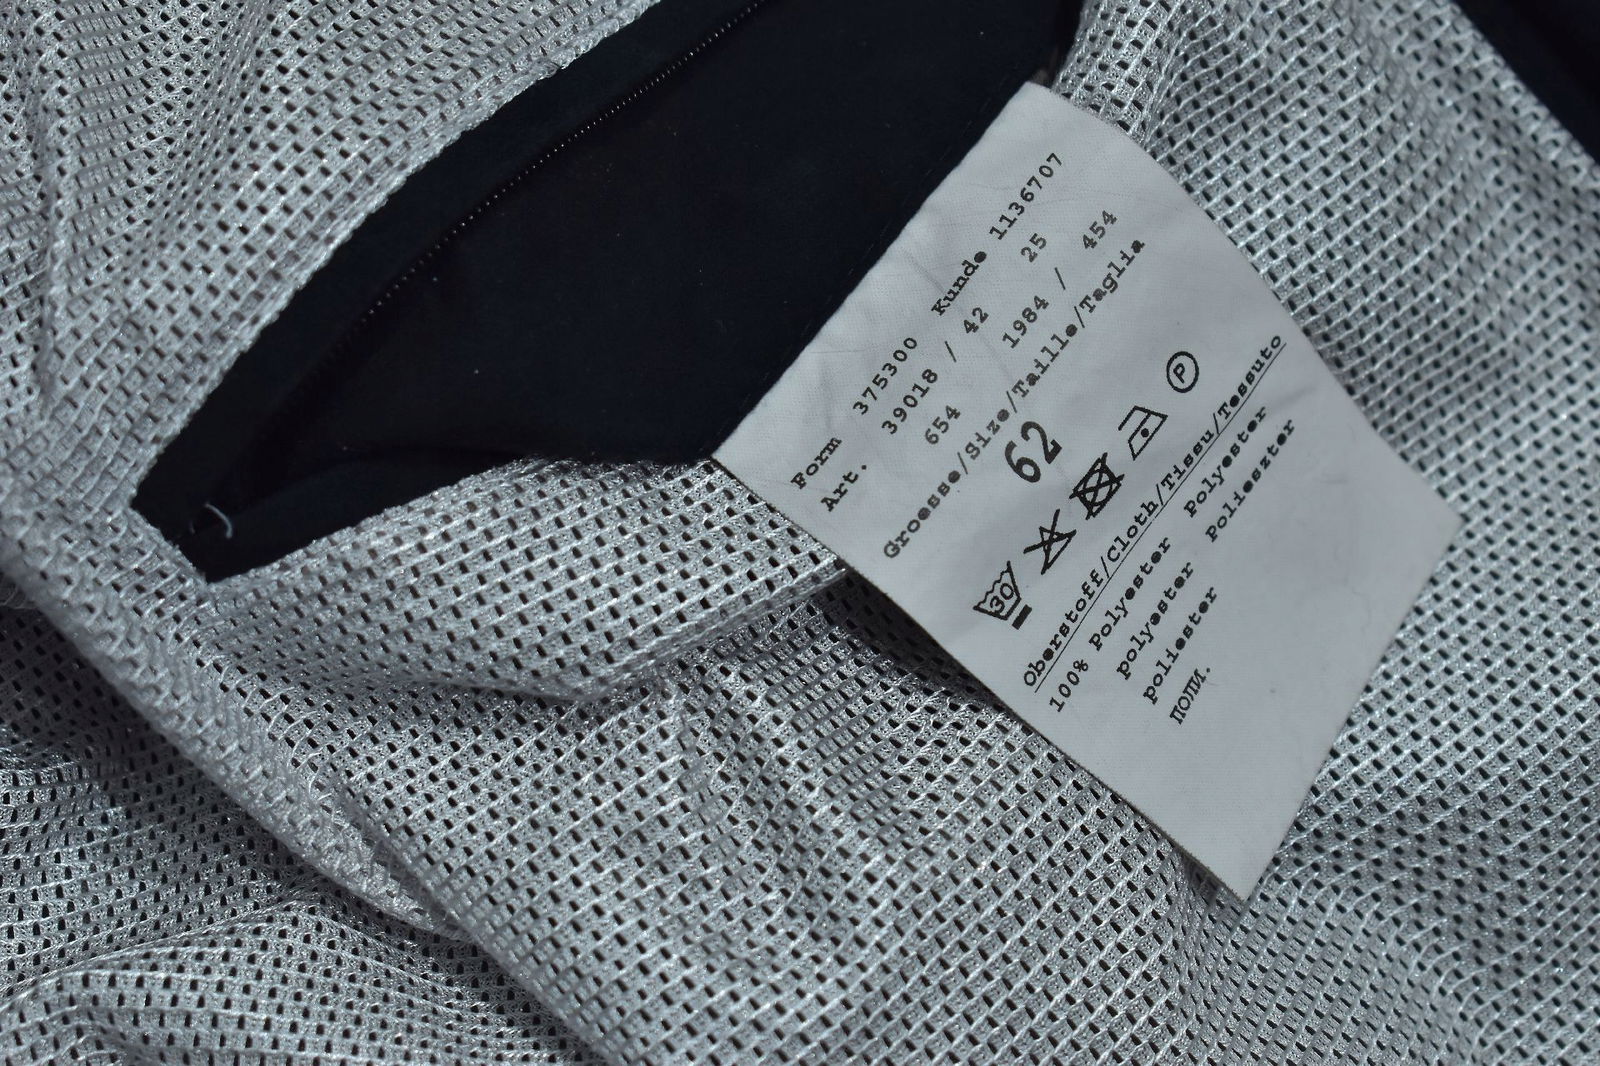 Form 375300 Kunde 1136707
Art. 39018 / 42 25
654 1984 / 454
Groesse/Size/Taille/Taglia
62
30 P
Oberstoff/Cloth/Tissu/Tessuto
100% Polyester Polyester
polyester Poliészter
poliester
ПОЛИ.